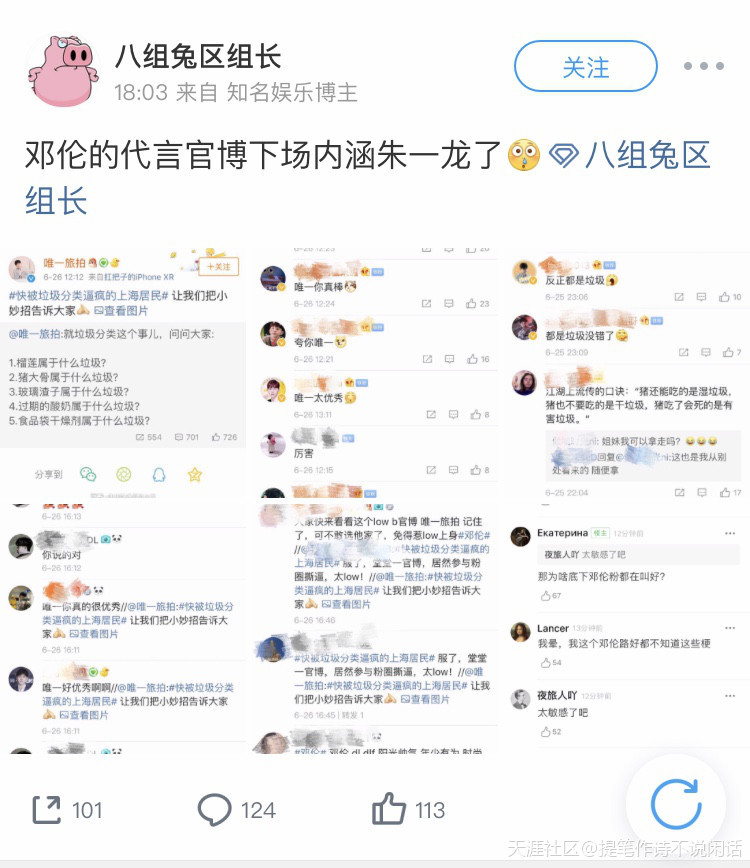 八组兔区组长
18:03 来自 知名娱乐博主
关注
邓伦的代言官博下场内涵朱一龙了 八组兔区
组长
唯一旅拍
6-26 12:12 来自杠把子的iPhone XR
+关注
#快被垃圾分类逼疯的上海居民# 让我们把小
妙招告诉大家 查看图片
@唯一旅拍:就垃圾分类这个事儿，问问大家:
1.榴莲属于什么垃圾?
2.猪大骨属于什么垃圾?
3.玻璃渣子属于什么垃圾?
4.过期的酸奶属于什么垃圾?
5.食品袋干燥剂属于什么垃圾?
554 701 726
分享到
唯一你真棒
6-26 12:24
23
夸你唯一
6-26 12:21
16
唯一太优秀
6-26 13:11
8
厉害
6-26 12:16
8
反正都是垃圾
6-25 23:06
10
都是垃圾没错了
6-25 23:09
7
江湖上流传的口诀：“猪还能吃的是湿垃圾，
猪也不要吃的是干垃圾，猪吃了会死的是有
害垃圾。”
姐妹我可以拿走吗?
回复@
:这也是我从别
处看来的 随便拿
6-25 22:04
17
6-26 16:13
你说的对
6-26 16:12
唯一你真的很优秀//@唯一旅拍:#快被垃圾分
类逼疯的上海居民# 让我们把小妙招告诉大
家 查看图片
6-26 16:11
唯一好优秀啊啊//@唯一旅拍:#快被垃圾分类
逼疯的上海居民# 让我们把小妙招告诉大家
查看图片
6-26 16:11
大家快来看看这个low b官博 唯一旅拍 记住
了，可不敢选他家了，免得惹low上身#邓伦#
#快被垃圾分类逼疯的
上海居民# 服了，堂堂一官博，居然参与粉
圈撕逼，太low！//@唯一旅拍:#快被垃圾分
类逼疯的上海居民# 让我们把小妙招告诉大
家 查看图片
6-26 16:46
#快被垃圾分类逼疯的上海居民# 服了，堂堂
一官博，居然参与粉圈撕逼，太low！//@唯
一旅拍:#快被垃圾分类逼疯的上海居民# 让我
们把小妙招告诉大家 查看图片
6-26 16:45 | 转发 1
Екатерина 楼主 12分钟前
夜旅人吖 太敏感了吧
那为啥底下邓伦粉都在叫好?
67
Lancer 13分钟前
我晕，我这个邓伦路好都不知道这些梗
54
夜旅人吖 12分钟前
太敏感了吧
52
101
124
113
天涯社区@提笔作诗不说闲话